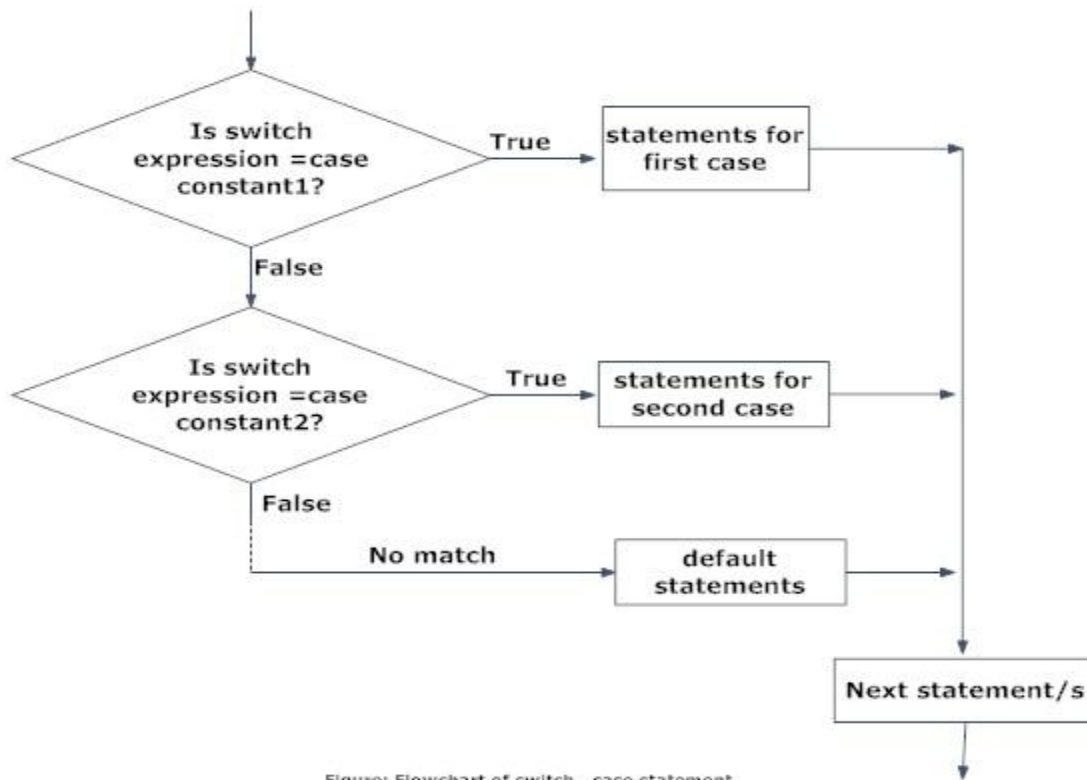 Is switch
expression =case
constant1?
True
statements for
first case
False
Is switch
expression =case
constant2?
True
statements for
second case
False
No match
default
statements
Next statement/s
Figure: Flowchart of switch...case statement